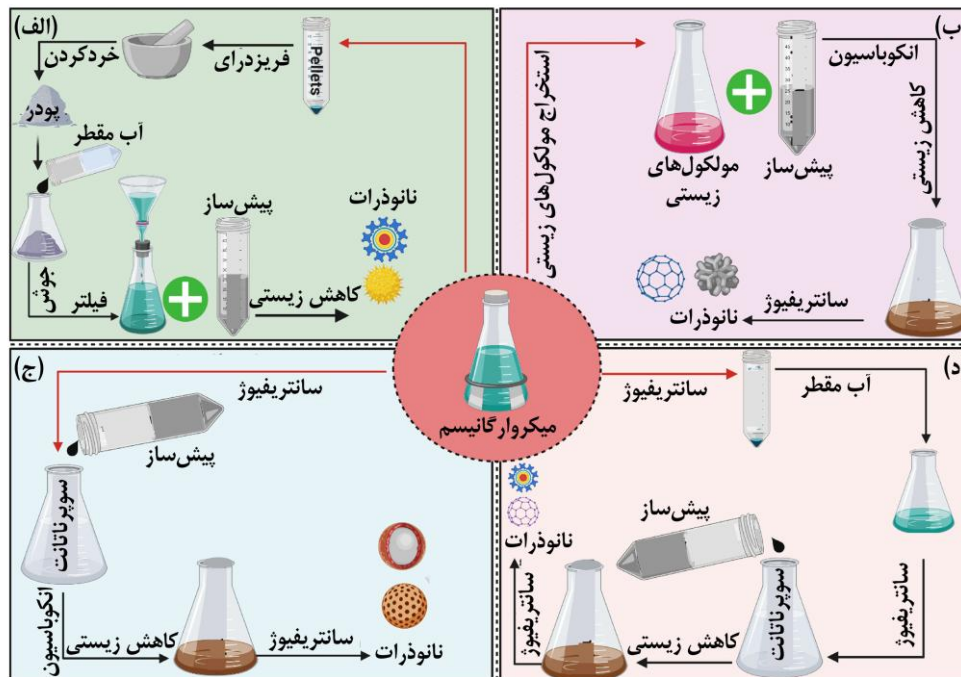 (الف)
Pellets
فریزدرای
خردکردن
پودر
آب مقطر
جوش
فیلتر
پیش‌ساز
کاهش زیستی
نانوذرات
(ب)
استخراج مولکول‌های زیستی
مولکول‌های
زیستی
پیش‌ساز
انکوباسیون
کاهش زیستی
سانتریفیوژ
نانوذرات
میکروارگانیسم
(ج)
سانتریفیوژ
پیش‌ساز
سوپرناتانت
انکوباسیون
کاهش زیستی
سانتریفیوژ
نانوذرات
(د)
سانتریفیوژ
آب مقطر
سانتریفیوژ
سوپرناتانت
پیش‌ساز
کاهش زیستی
سانتریفیوژ
نانوذرات